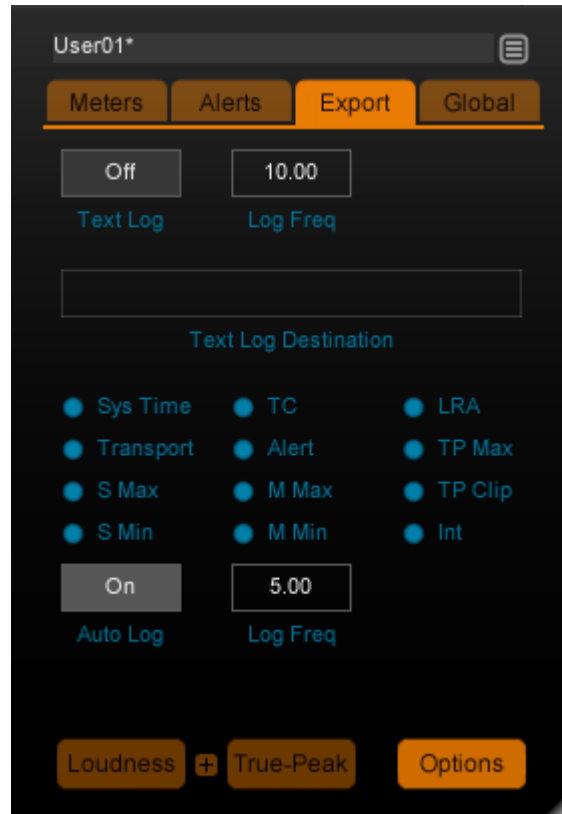 User01*
Meters Alerts Export Global
Off 10.00
Text Log Log Freq
Text Log Destination
Sys Time TC LRA
Transport Alert TP Max
S Max M Max TP Clip
S Min M Min Int
On 5.00
Auto Log Log Freq
Loudness + True-Peak Options